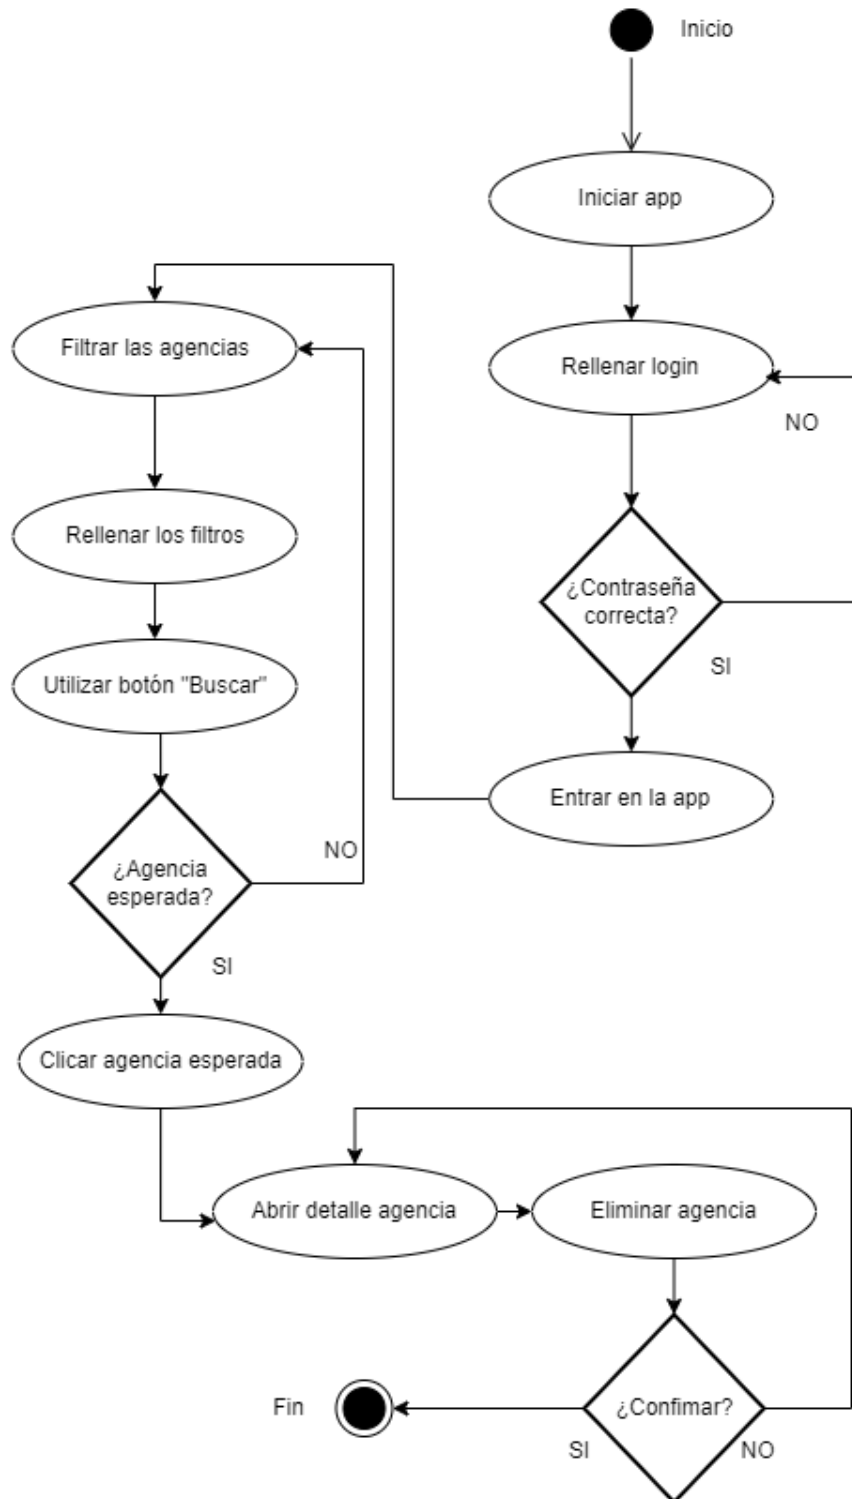 Inicio
Iniciar app
Rellenar login
NO
¿Contraseña
correcta?
SI
Entrar en la app
Filtrar las agencias
Rellenar los filtros
Utilizar botón "Buscar"
¿Agencia
esperada?
NO
SI
Clicar agencia esperada
Abrir detalle agencia
Eliminar agencia
¿Confimar?
SI
NO
Fin